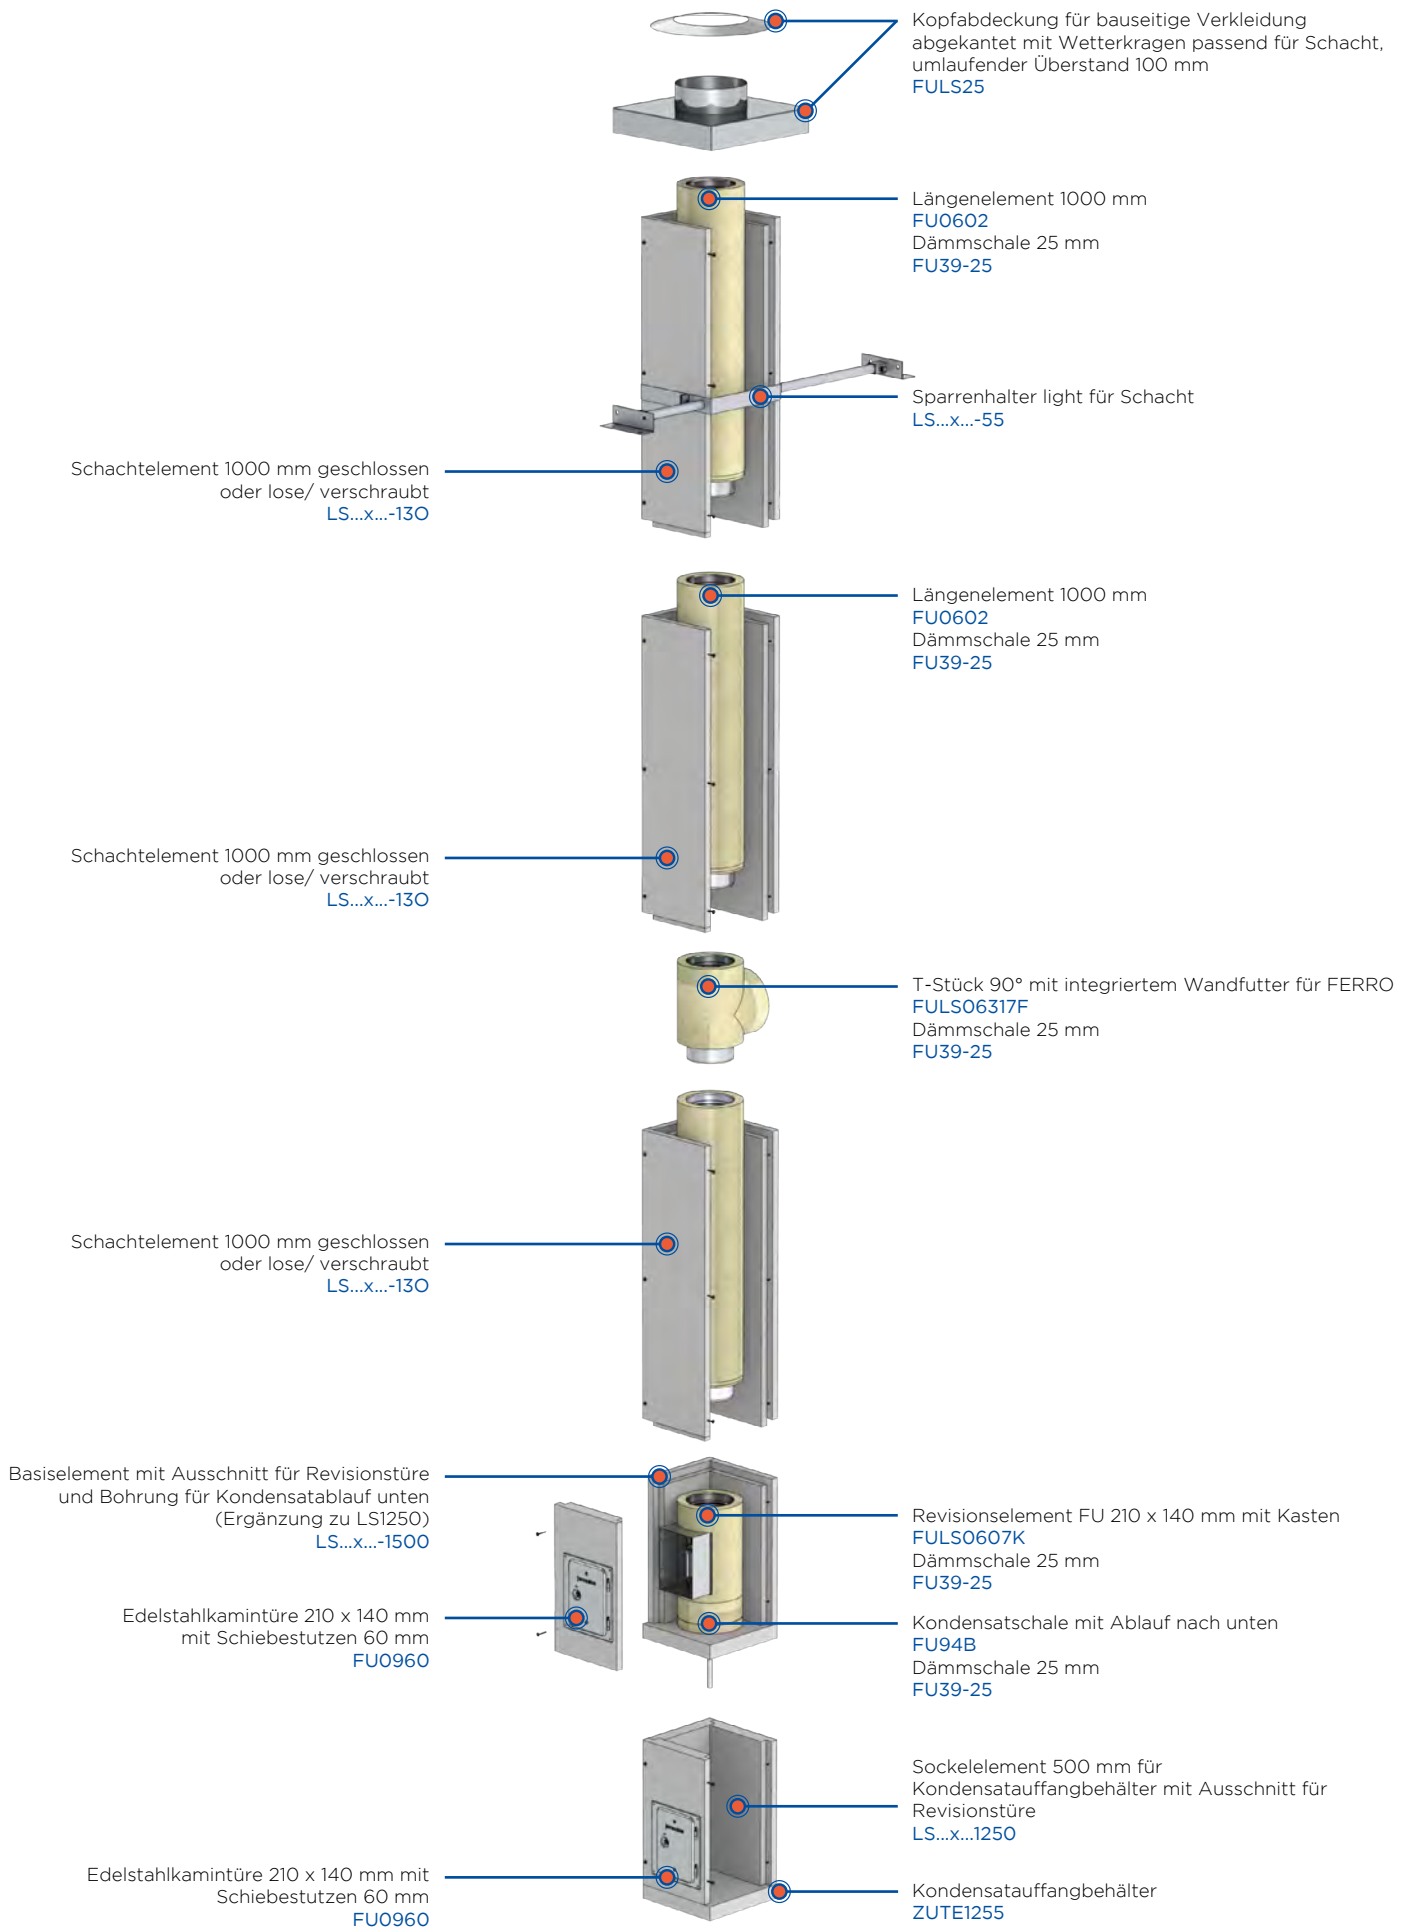 Kopfabdeckung für bauseitige Verkleidung
abgekantet mit Wetterkragen passend für Schacht,
umlaufender Überstand 100 mm
FULS25
Längenelement 1000 mm
FU0602
Dämmschale 25 mm
FU39-25
Sparrenhalter light für Schacht
LS...x...-55
Schachtelement 1000 mm geschlossen
oder lose/ verschraubt
LS...x...-13O
Längenelement 1000 mm
FU0602
Dämmschale 25 mm
FU39-25
Schachtelement 1000 mm geschlossen
oder lose/ verschraubt
LS...x...-13O
T-Stück 90° mit integriertem Wandfutter für FERRO
FULS06317F
Dämmschale 25 mm
FU39-25
Schachtelement 1000 mm geschlossen
oder lose/ verschraubt
LS...x...-13O
Basiselement mit Ausschnitt für Revisionstüre
und Bohrung für Kondensatablauf unten
(Ergänzung zu LS1250)
LS...x...-1500
Revisionselement FU 210 x 140 mm mit Kasten
FULS0607K
Dämmschale 25 mm
FU39-25
Edelstahlkamintüre 210 x 140 mm
mit Schiebestutzen 60 mm
FU0960
Kondensatschale mit Ablauf nach unten
FU94B
Dämmschale 25 mm
FU39-25
Sockelelement 500 mm für
Kondensatauffangbehälter mit Ausschnitt für
Revisionstüre
LS...x...1250
Edelstahlkamintüre 210 x 140 mm mit
Schiebestutzen 60 mm
FU0960
Kondensatauffangbehälter
ZUTE1255